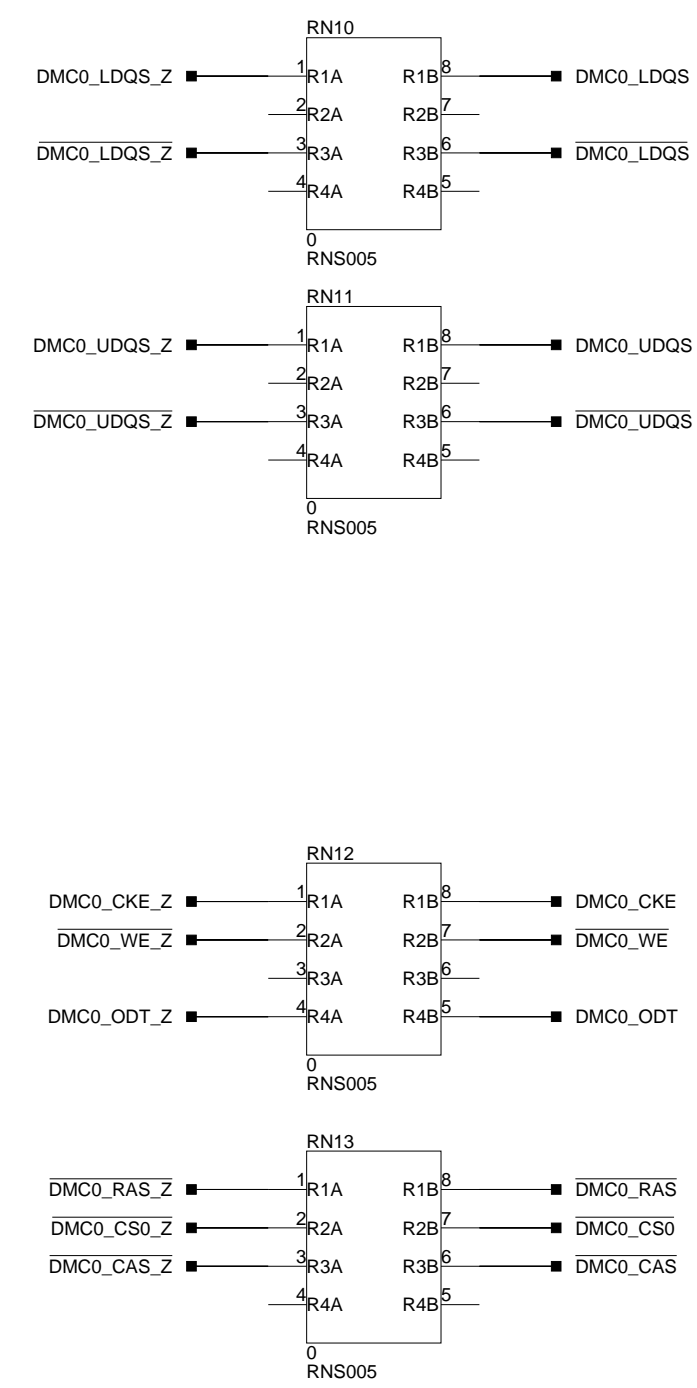 RN10
DMC0_LDQS_Z 1 R1A R1B 8 DMC0_LDQS
2 R2A R2B 7
DMC0_LDQS_Z 3 R3A R3B 6 DMC0_LDQS
4 R4A R4B 5
0
RNS005
RN11
DMC0_UDQS_Z 1 R1A R1B 8 DMC0_UDQS
2 R2A R2B 7
DMC0_UDQS_Z 3 R3A R3B 6 DMC0_UDQS
4 R4A R4B 5
0
RNS005
RN12
DMC0_CKE_Z 1 R1A R1B 8 DMC0_CKE
DMC0_WE_Z 2 R2A R2B 7 DMC0_WE
3 R3A R3B 6
DMC0_ODT_Z 4 R4A R4B 5 DMC0_ODT
0
RNS005
RN13
DMC0_RAS_Z 1 R1A R1B 8 DMC0_RAS
DMC0_CS0_Z 2 R2A R2B 7 DMC0_CS0
DMC0_CAS_Z 3 R3A R3B 6 DMC0_CAS
4 R4A R4B 5
0
RNS005